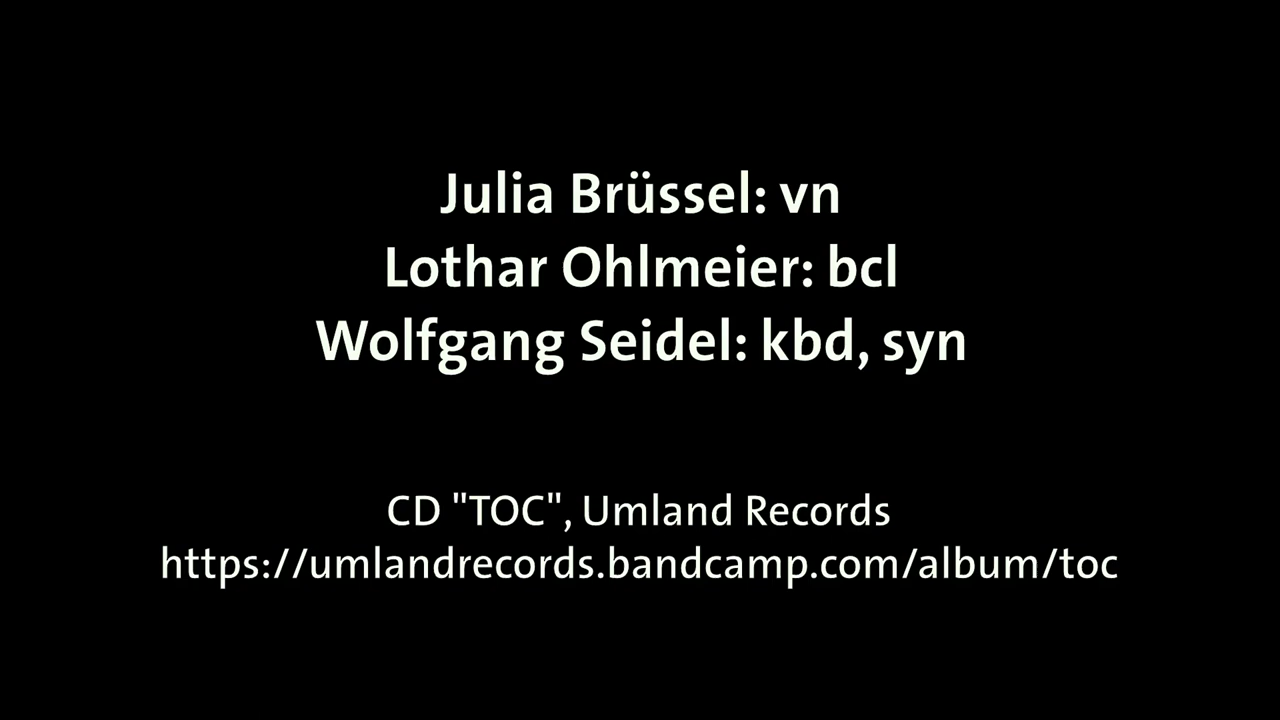 Julia Brüssel: vn
Lothar Ohlmeier: bcl
Wolfgang Seidel: kbd, syn
CD "TOC", Umland Records
https://umlandrecords.bandcamp.com/album/toc